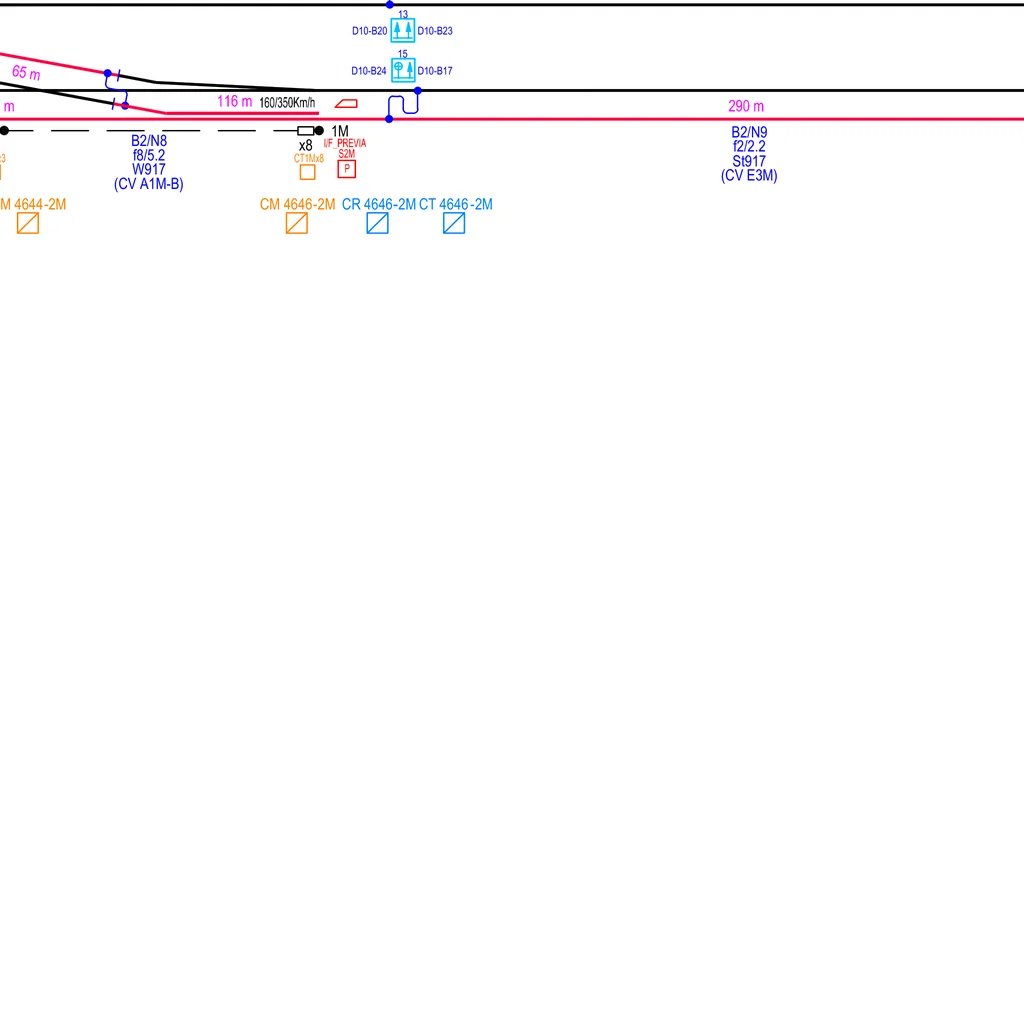 13
D10-B20
D10-B23
15
D10-B24
D10-B17
65 m
m
116 m
160/350Km/h
290 m
1M
x8
I/F_PREVIA
S2M
P
CT1Mx8
x3
B2/N8
f8/5.2
W917
(CV A1M-B)
B2/N9
f2/2.2
St917
(CV E3M)
M 4644-2M
CM 4646-2M
CR 4646-2M
CT 4646-2M